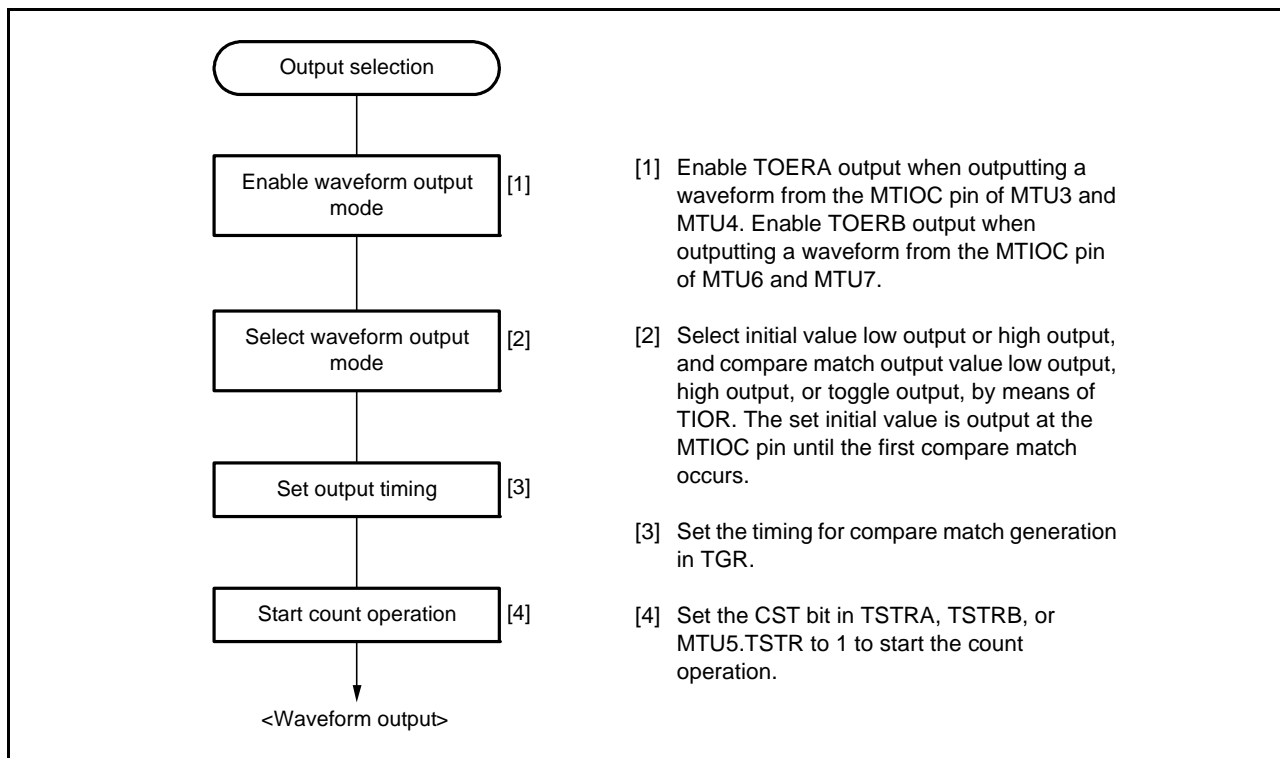 Output selection
Enable waveform output
mode
[1]
Select waveform output
mode
[2]
Set output timing
[3]
Start count operation
[4]
<Waveform output>
[1] Enable TOERA output when outputting a
waveform from the MTIOC pin of MTU3 and
MTU4. Enable TOERB output when
outputting a waveform from the MTIOC pin
of MTU6 and MTU7.
[2] Select initial value low output or high output,
and compare match output value low output,
high output, or toggle output, by means of
TIOR. The set initial value is output at the
MTIOC pin until the first compare match
occurs.
[3] Set the timing for compare match generation
in TGR.
[4] Set the CST bit in TSTRA, TSTRB, or
MTU5.TSTR to 1 to start the count
operation.